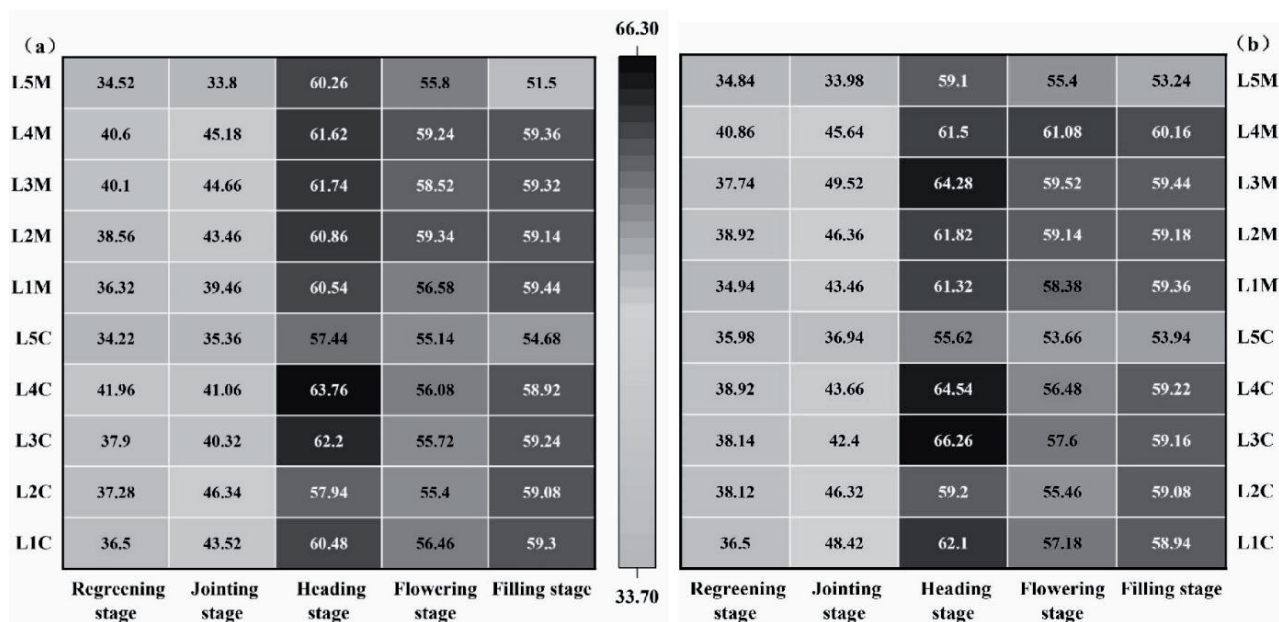 (a)
66.30
(b)
L5M 34.52 33.8 60.26 55.8 51.5
L4M 40.6 45.18 61.62 59.24 59.36
L3M 40.1 44.66 61.74 58.52 59.32
L2M 38.56 43.46 60.86 59.34 59.14
L1M 36.32 39.46 60.54 56.58 59.44
L5C 34.22 35.36 57.44 55.14 54.68
L4C 41.96 41.06 63.76 56.08 58.92
L3C 37.9 40.32 62.2 55.72 59.24
L2C 37.28 46.34 57.94 55.4 59.08
L1C 36.5 43.52 60.48 56.46 59.3
Regreening Jointing Heading Flowering Filling stage
stage stage stage stage
33.70
34.84 33.98 59.1 55.4 53.24 L5M
40.86 45.64 61.5 61.08 60.16 L4M
37.74 49.52 64.28 59.52 59.44 L3M
38.92 46.36 61.82 59.14 59.18 L2M
34.94 43.46 61.32 58.38 59.36 L1M
35.98 36.94 55.62 53.66 53.94 L5C
38.92 43.66 64.54 56.48 59.22 L4C
38.14 42.4 66.26 57.6 59.16 L3C
38.12 46.32 59.2 55.46 59.08 L2C
36.5 48.42 62.1 57.18 58.94 L1C
Regreening Jointing Heading Flowering Filling stage
stage stage stage stage